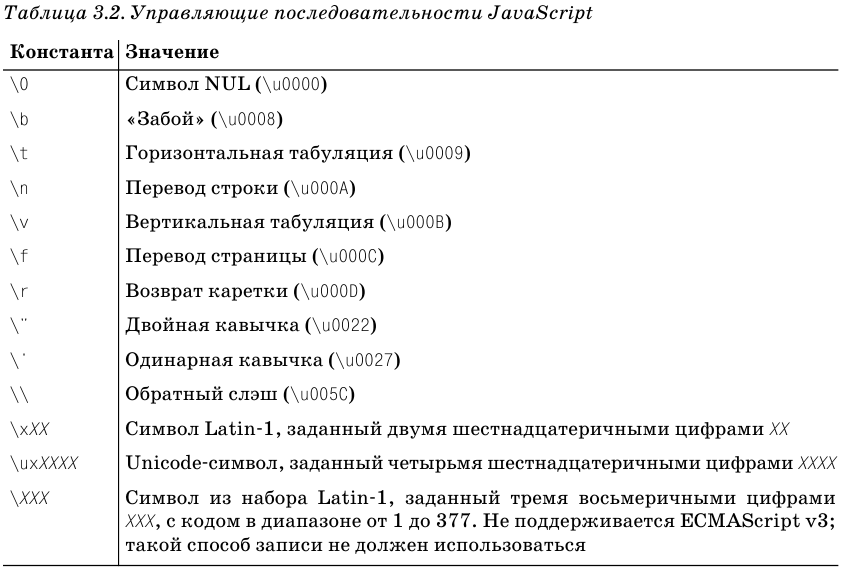 Таблица 3.2. Управляющие последовательности JavaScript
Константа Значение
\0 Символ NUL (\u0000)
\b «Забой» (\u0008)
\t Горизонтальная табуляция (\u0009)
\n Перевод строки (\u000A)
\v Вертикальная табуляция (\u000B)
\f Перевод страницы (\u000C)
\r Возврат каретки (\u000D)
\" Двойная кавычка (\u0022)
\' Одинарная кавычка (\u0027)
\\ Обратный слэш (\u005C)
\xXX Символ Latin-1, заданный двумя шестнадцатеричными цифрами XX
\uxXXXX Unicode-символ, заданный четырьмя шестнадцатеричными цифрами XXXX
\XXX Символ из набора Latin-1, заданный тремя восьмеричными цифрами
XXX, с кодом в диапазоне от 1 до 377. Не поддерживается ECMAScript v3;
такой способ записи не должен использоваться